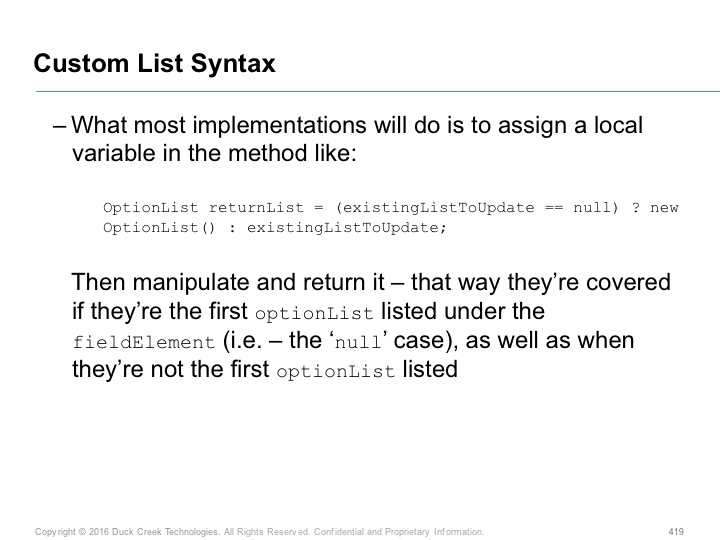 Custom List Syntax
– What most implementations will do is to assign a local
variable in the method like:
OptionList returnList = (existingListToUpdate == null) ? new
OptionList() : existingListToUpdate;
Then manipulate and return it – that way they’re covered
if they’re the first optionList listed under the
fieldElement (i.e. – the ‘null’ case), as well as when
they’re not the first optionList listed
Copyright © 2016 Duck Creek Technologies. All Rights Reserved. Confidential and Proprietary Information.
419